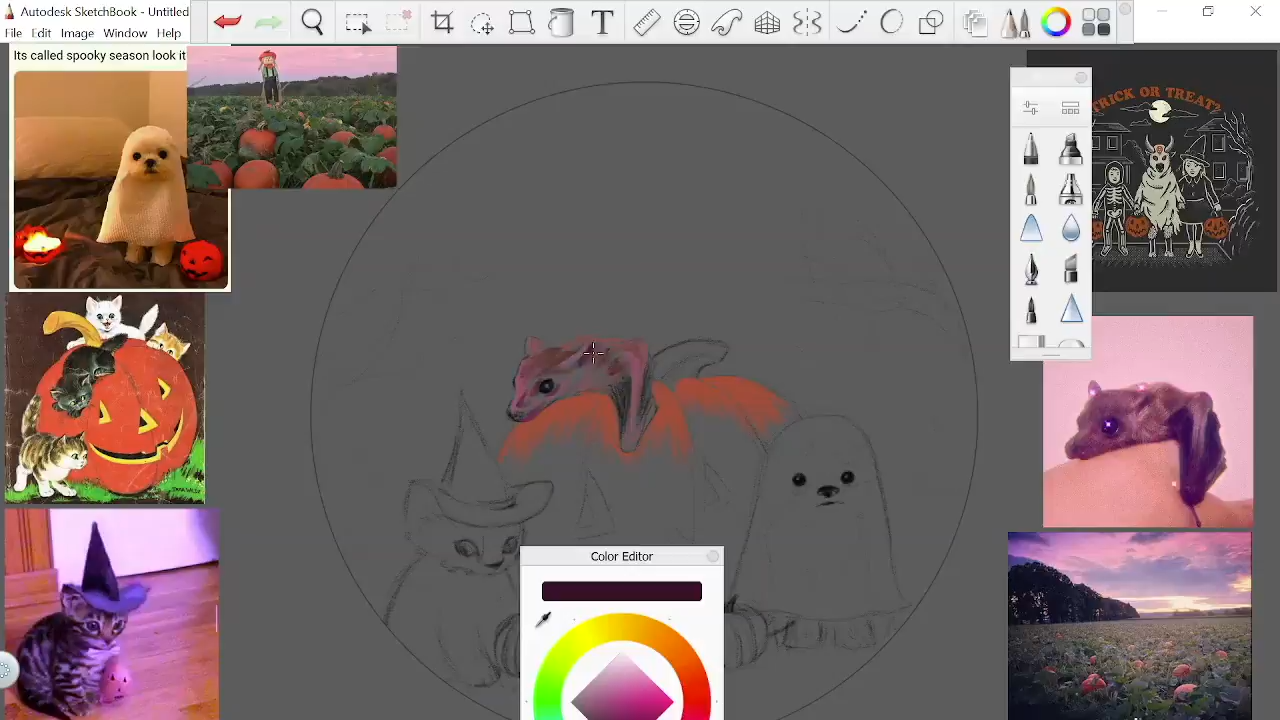 Autodesk SketchBook - Untitled
File Edit Image Window Help
T
Its called spooky season look it
TRICK OR TREAT?
Color Editor